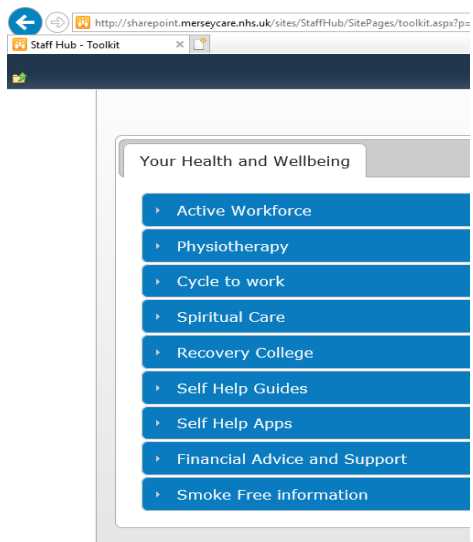 http://sharepoint.merseycare.nhs.uk/sites/StaffHub/SitePages/toolkit.aspx?p=
Staff Hub - Toolkit
Your Health and Wellbeing
Active Workforce
Physiotherapy
Cycle to work
Spiritual Care
Recovery College
Self Help Guides
Self Help Apps
Financial Advice and Support
Smoke Free information